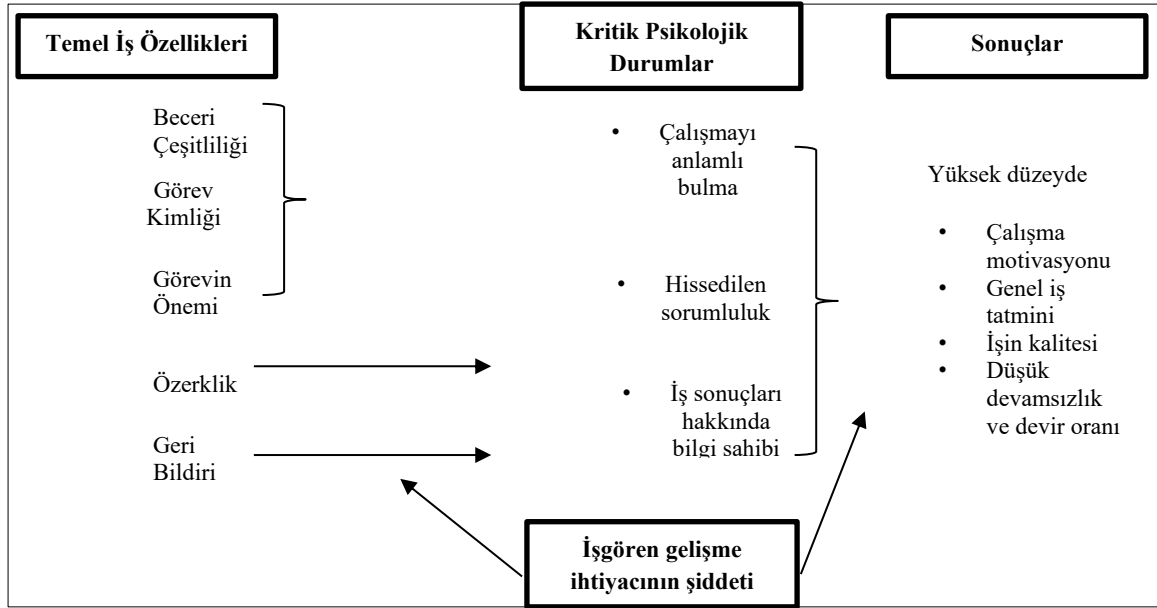 Temel İş Özellikleri
Beceri
Çeşitliliği
Görev
Kimliği
Görevin
Önemi
Özerklik
Geri
Bildiri
Kritik Psikolojik
Durumlar
• Çalışmayı
anlamlı
bulma
• Hissedilen
sorumluluk
• İş sonuçları
hakkında
bilgi sahibi
Sonuçlar
Yüksek düzeyde
• Çalışma
motivasyonu
• Genel iş
tatmini
• İşin kalitesi
• Düşük
devamsızlık
ve devir oranı
İşgören gelişme
ihtiyacının şiddeti